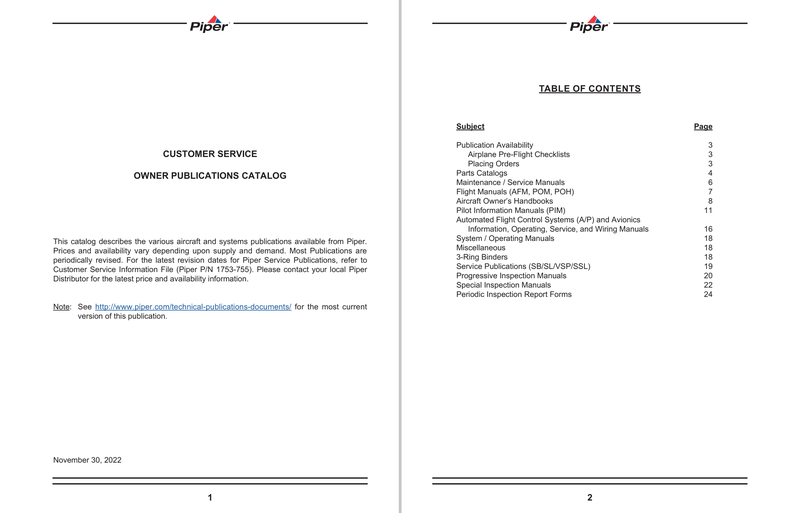 Piper
CUSTOMER SERVICE
OWNER PUBLICATIONS CATALOG
This catalog describes the various aircraft and systems publications available from Piper.
Prices and availability vary depending upon supply and demand. Most Publications are
periodically revised. For the latest revision dates for Piper Service Publications, refer to
Customer Service Information File (Piper P/N 1753-755). Please contact your local Piper
Distributor for the latest price and availability information.
Note: See http://www.piper.com/technical-publications-documents/ for the most current
version of this publication.
November 30, 2022
1
Piper
TABLE OF CONTENTS
Subject Page
Publication Availability 3
Airplane Pre-Flight Checklists 3
Placing Orders 3
Parts Catalogs 4
Maintenance / Service Manuals 6
Flight Manuals (AFM, POM, POH) 7
Aircraft Owner's Handbooks 8
Pilot Information Manuals (PIM) 11
Automated Flight Control Systems (A/P) and Avionics
Information, Operating, Service, and Wiring Manuals 16
System / Operating Manuals 18
Miscellaneous 18
3-Ring Binders 18
Service Publications (SB/SL/VSP/SSL) 19
Progressive Inspection Manuals 20
Special Inspection Manuals 22
Periodic Inspection Report Forms 24
2